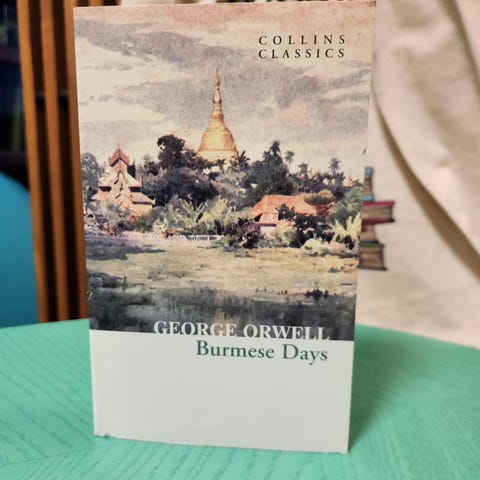 COLLINS
CLASSICS
GEORGE ORWELL
Burmese Days